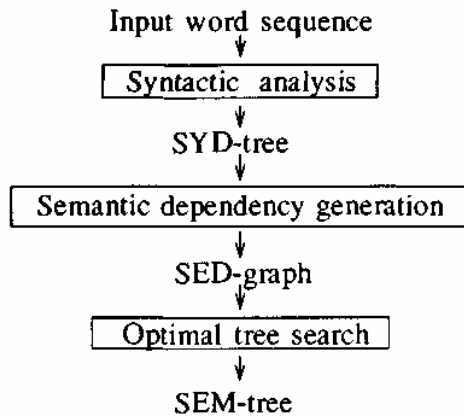 Input word sequence
Syntactic analysis
SYD-tree
Semantic dependency generation
SED-graph
Optimal tree search
SEM-tree